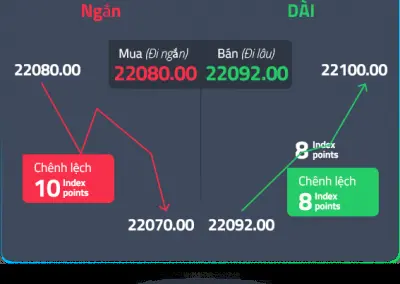 Ngắn
DÀI
Mua (Đi ngắn)
Bán (Đi lâu)
22080.00
22092.00
22080.00
22100.00
8 Index points
Chênh lệch
10 Index points
Chênh lệch
8 Index points
22070.00
22092.00